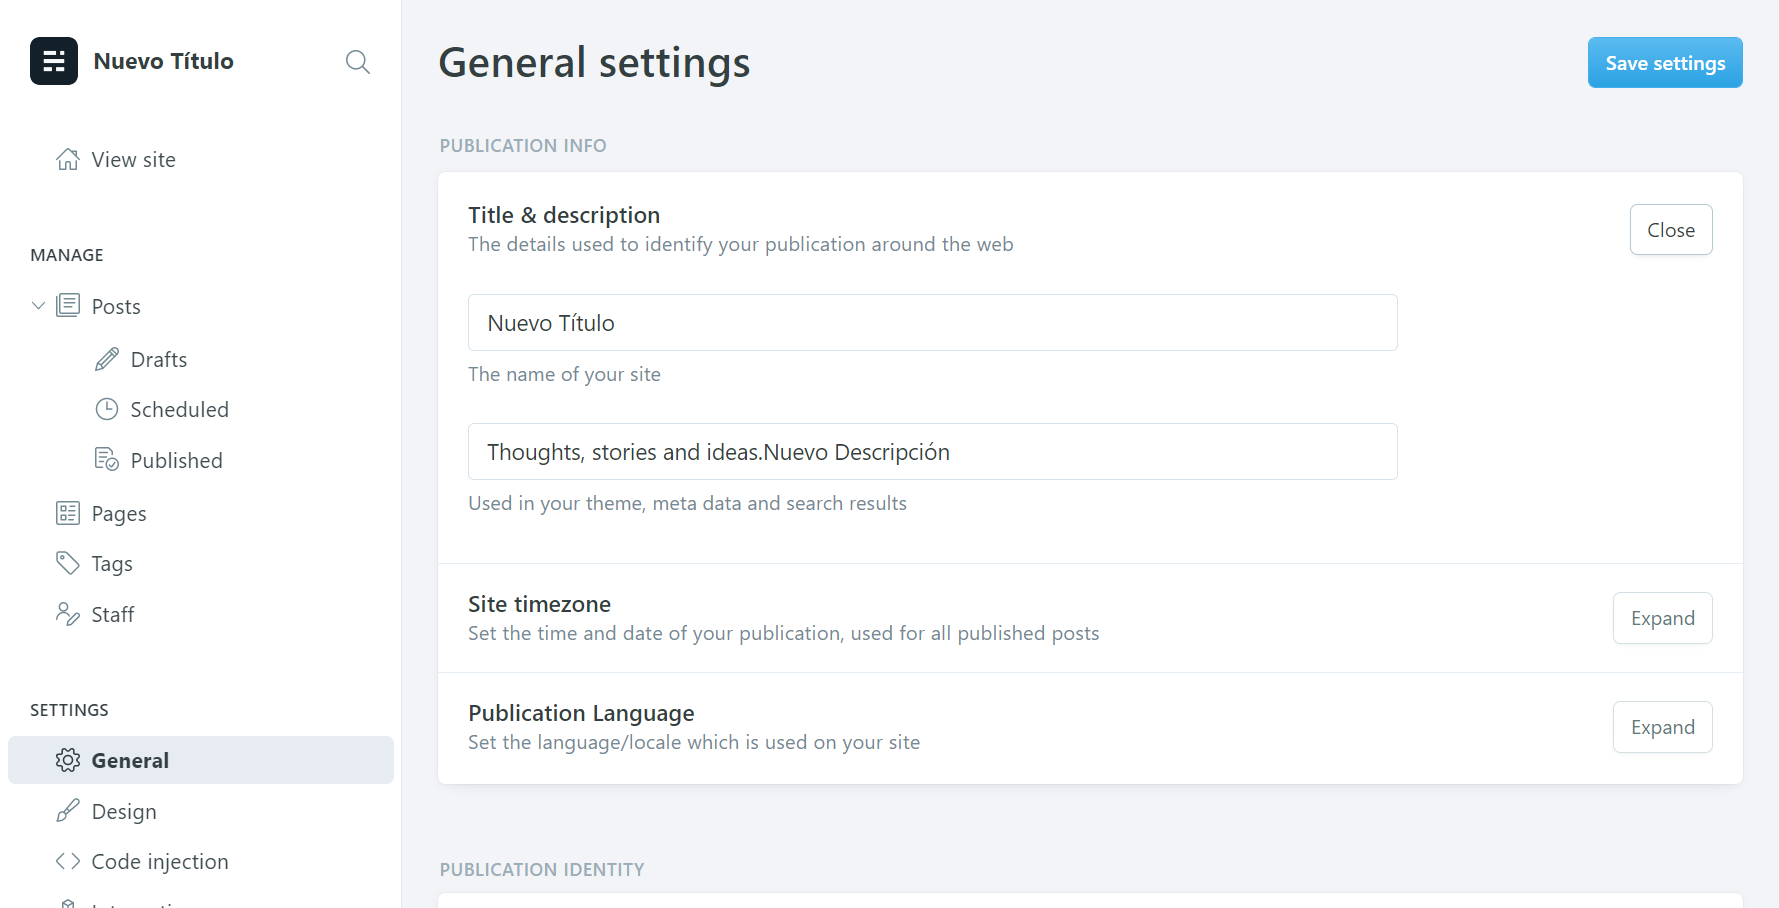 Nuevo Título
View site
MANAGE
Posts
Drafts
Scheduled
Published
Pages
Tags
Staff
SETTINGS
General
Design
Code injection
General settings
Save settings
PUBLICATION INFO
Title & description
The details used to identify your publication around the web
Close
Nuevo Título
The name of your site
Thoughts, stories and ideas.Nuevo Descripción
Used in your theme, meta data and search results
Site timezone
Set the time and date of your publication, used for all published posts
Expand
Publication Language
Set the language/locale which is used on your site
Expand
PUBLICATION IDENTITY